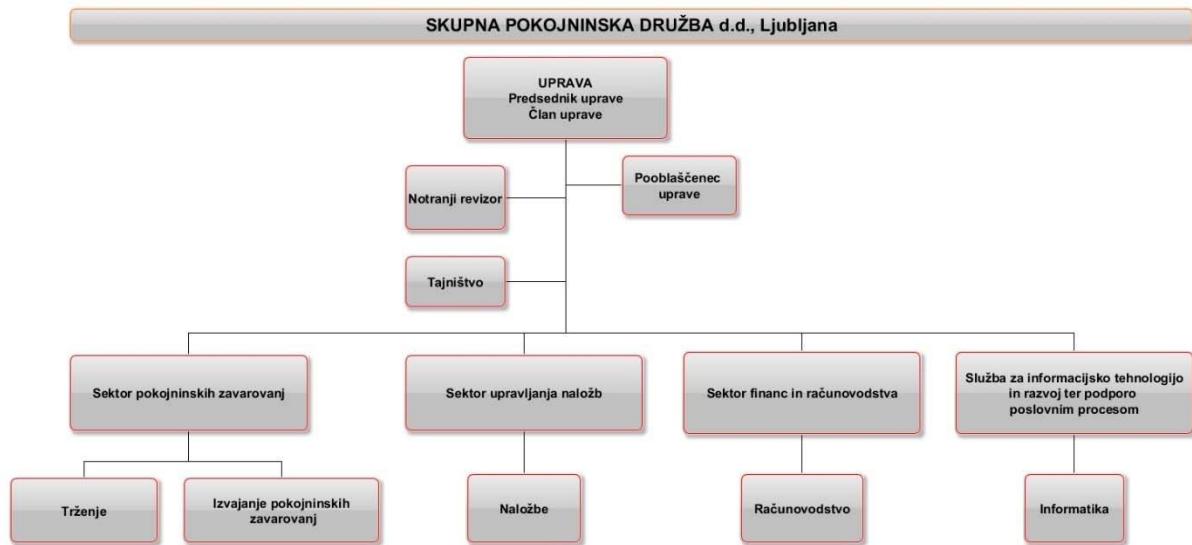 SKUPNA POKOJNINSKA DRUŽBA d.d., Ljubljana
UPRAVA
Predsednik uprave
Član uprave
Notranji revizor
Pooblaščenec
uprave
Tajništvo
Sektor pokojninskih zavarovanj
Sektor upravljanja naložb
Sektor financ in računovodstva
Služba za informacijsko tehnologijo
in razvoj ter podporo
poslovnim procesom
Trženje
Izvajanje pokojninskih
zavarovanj
Naložbe
Računovodstvo
Informatika